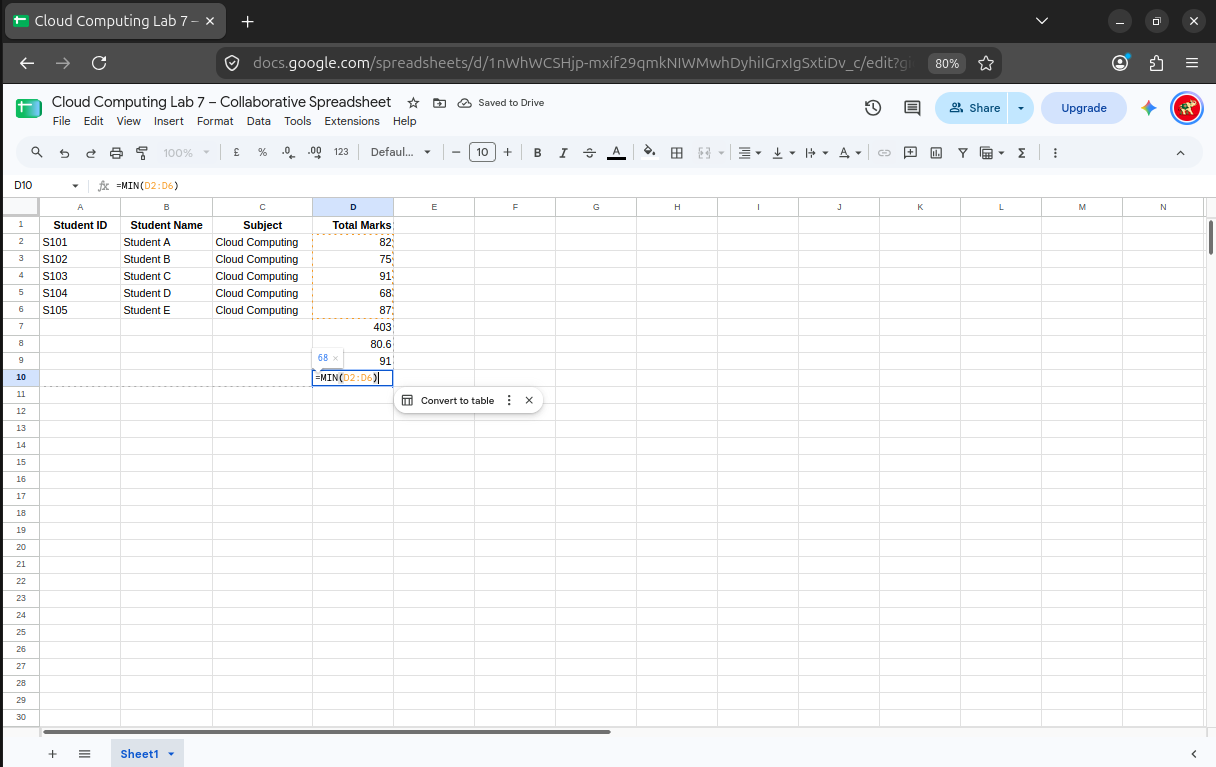 Cloud Computing Lab 7 –
docs.google.com/spreadsheets/d/1nWhWCSHjp-mxif29qmkNIWMwhDyhiIGrxIgSxtiDv_c/edit?g
80%
Cloud Computing Lab 7 – Collaborative Spreadsheet
Saved to Drive
File Edit View Insert Format Data Tools Extensions Help
Share
Upgrade
100% £ % .0 .00 123 Defaul... − 10 + B I A Σ
D10 fx =MIN(D2:D6)
A B C D E F G H I J K L M N
1 Student ID Student Name Subject Total Marks
2 S101 Student A Cloud Computing 82
3 S102 Student B Cloud Computing 75
4 S103 Student C Cloud Computing 91
5 S104 Student D Cloud Computing 68
6 S105 Student E Cloud Computing 87
7 403
8 80.6
68 ×
9 91
10 =MIN(D2:D6)
11
Convert to table
12
13
14
15
16
17
18
19
20
21
22
23
24
25
26
27
28
29
30
Sheet1